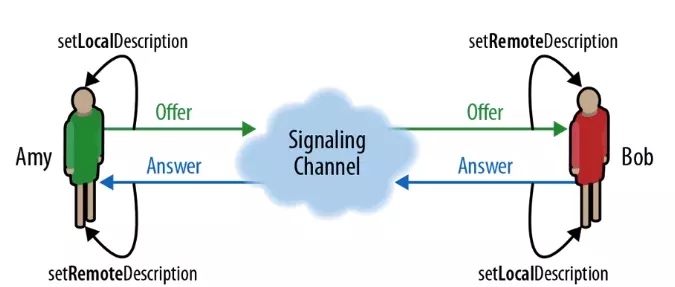 setLocalDescription
setRemoteDescription
Offer
Offer
Signaling
Channel
Amy
Bob
Answer
Answer
setRemoteDescription
setLocalDescription